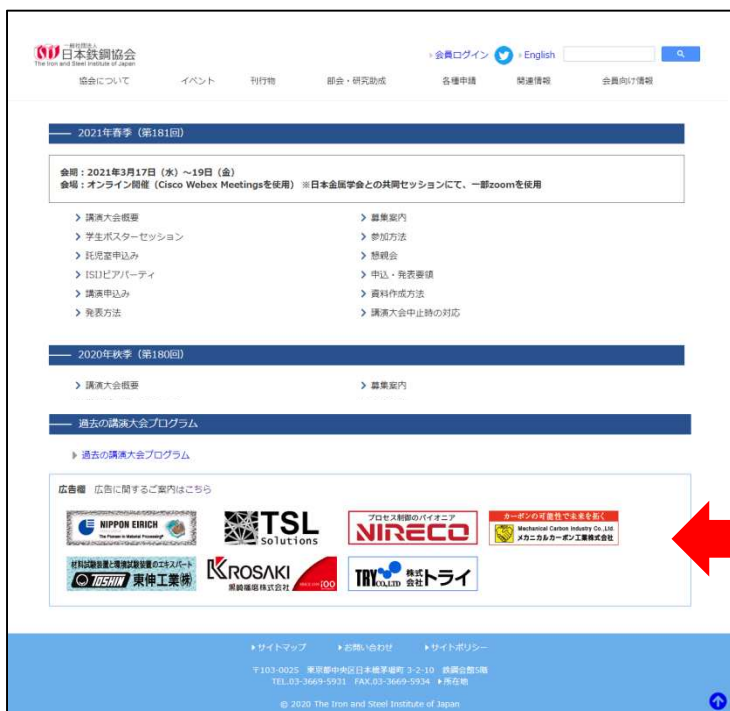 一般社団法人
日本鉄鋼協会
The Iron and Steel Institute of Japan
会員ログイン English
協会について イベント 刊行物 部会・研究助成 各種申請 関連情報 会員向け情報
2021年春季（第181回）
会期：2021年3月17日（水）～19日（金）
会場：オンライン開催（Cisco Webex Meetingsを使用） ※日本金属学会との共同セッションにて、一部zoomを使用
講演大会概要 募集案内
学生ポスターセッション 参加方法
託児室申込み 懇親会
ISIJビアパーティ 申込・発表要領
講演申込み 資料作成方法
発表方法 講演大会中止時の対応
2020年秋季（第180回）
講演大会概要 募集案内
過去の講演大会プログラム
過去の講演大会プログラム
広告欄 広告に関するご案内はこちら
NIPPON EIRICH
The Pioneer in Material Processing
TSL
Solutions
プロセス制御のパイオニア
NIRECO
カーボンの可能性で未来を拓く
Mechanical Carbon Industry Co.,Ltd.
メカニカルカーボン工業株式会社
材料試験装置と環境試験装置のエキスパート
TOSHIN 東伸工業㈱
KROSAKI
黒崎播磨株式会社
100
TRY CO.,LTD 株式会社トライ
サイトマップ お問い合わせ サイトポリシー
〒103-0025 東京都中央区日本橋茅場町 3-2-10 鉄鋼会館5階
TEL.03-3669-5931 FAX.03-3669-5934 所在地
© 2020 The Iron and Steel Institute of Japan